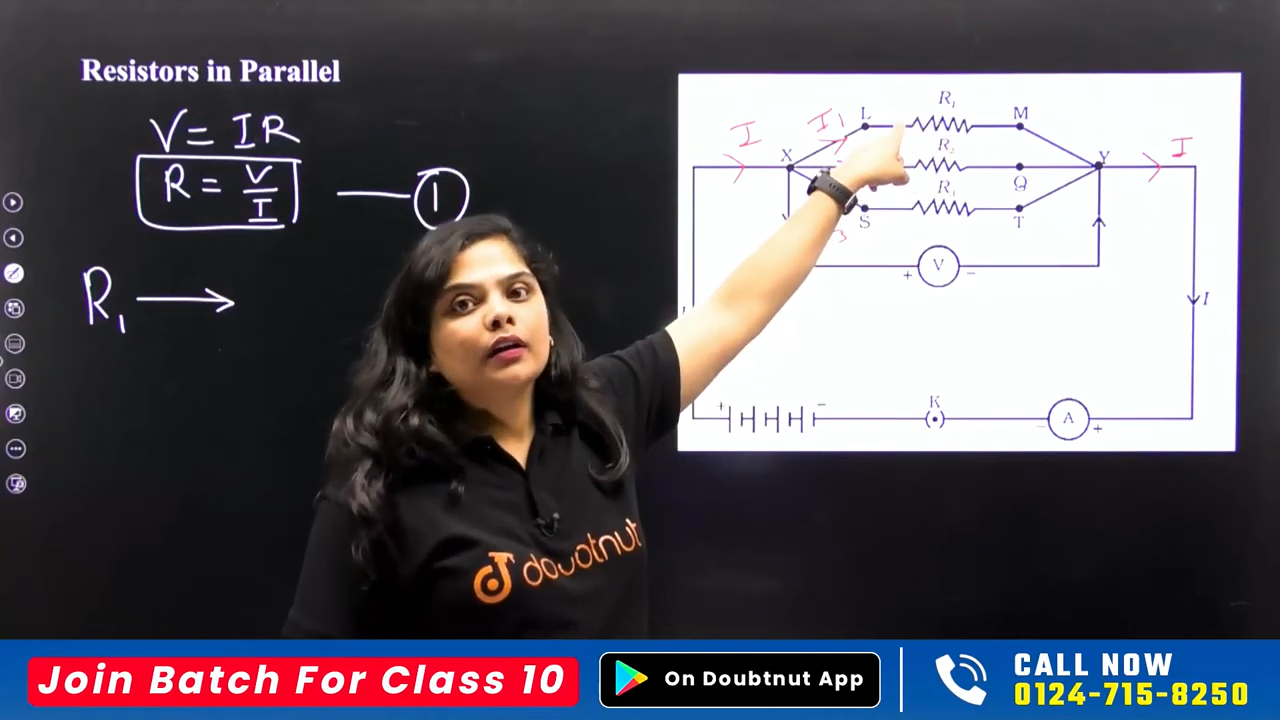 Resistors in Parallel
V = IR
R = V/I — 1
R₁ →
I
I₁
L
R₁
M
I
X
R₂
Y
Q
3
S
R₃
T
+ V −
I
+ −
K
− A +
doubtnut
Join Batch For Class 10
On Doubtnut App
CALL NOW
0124-715-8250